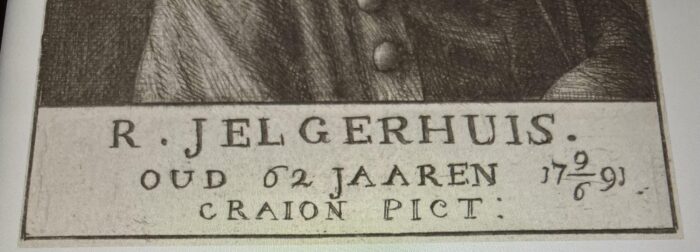 R. JELGERHUIS.
OUD 62 JAAREN 17 9/6 91
CRAION PICT: